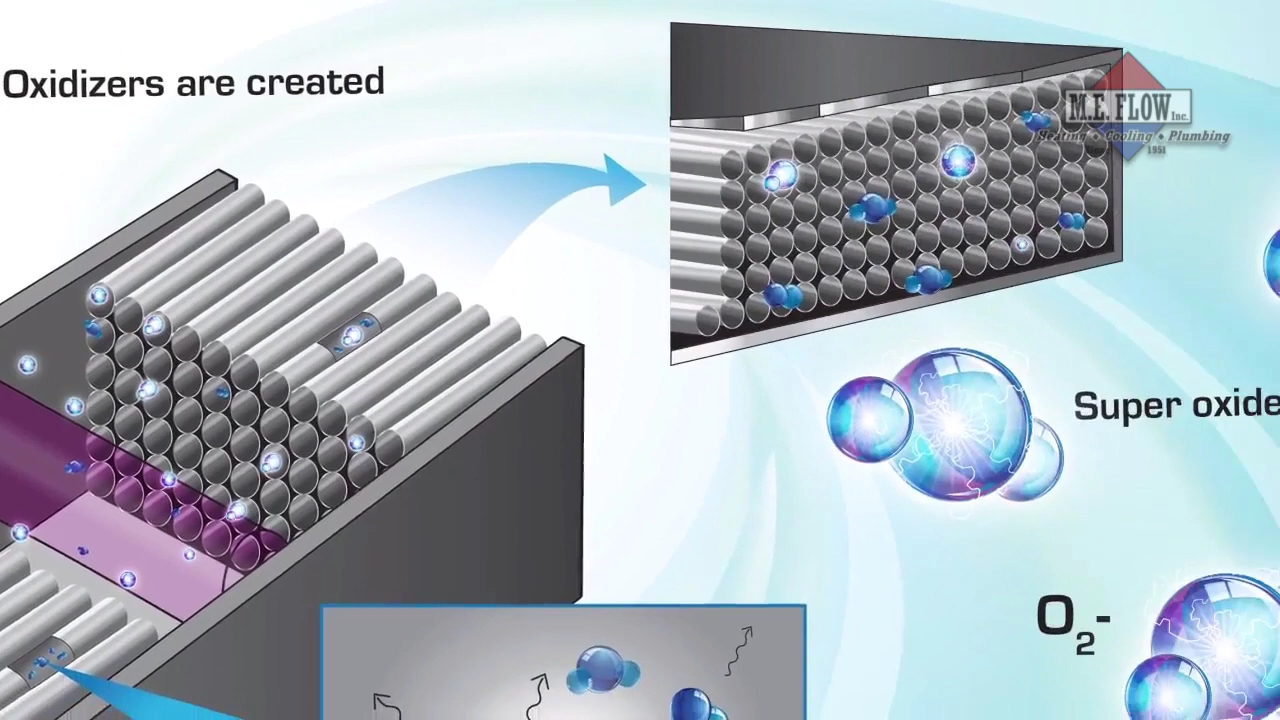 Oxidizers are created
M.E. FLOW Inc.
Heating • Cooling • Plumbing
1951
Super oxide
O2-